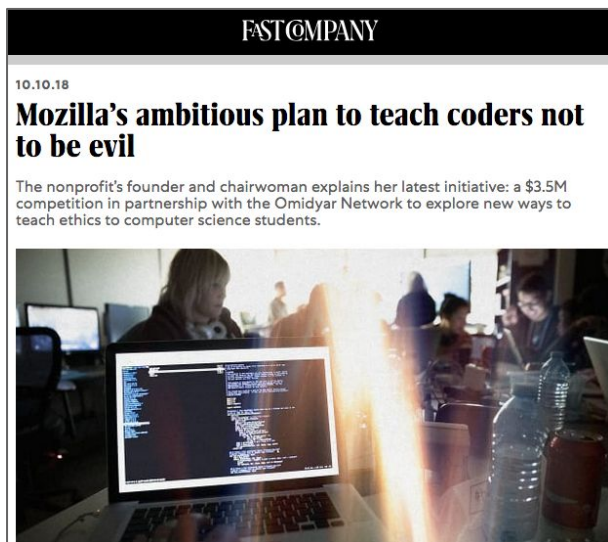 FAST COMPANY
10.10.18
Mozilla's ambitious plan to teach coders not
to be evil
The nonprofit's founder and chairwoman explains her latest initiative: a $3.5M
competition in partnership with the Omidyar Network to explore new ways to
teach ethics to computer science students.